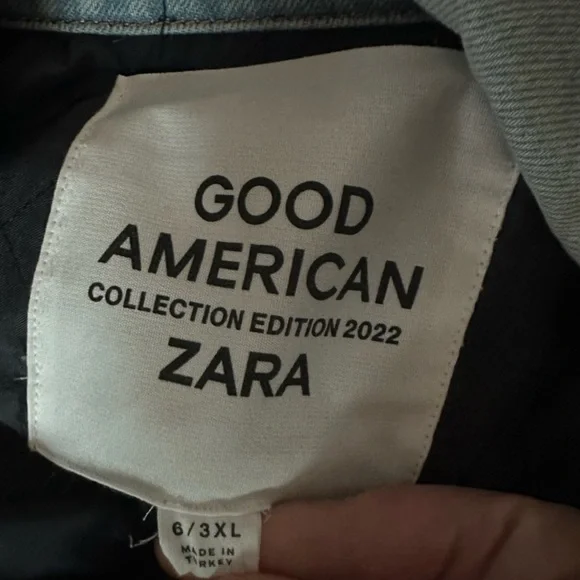 GOOD
AMERICAN
COLLECTION EDITION 2022
ZARA
6/3XL
MADE IN
TURKEY